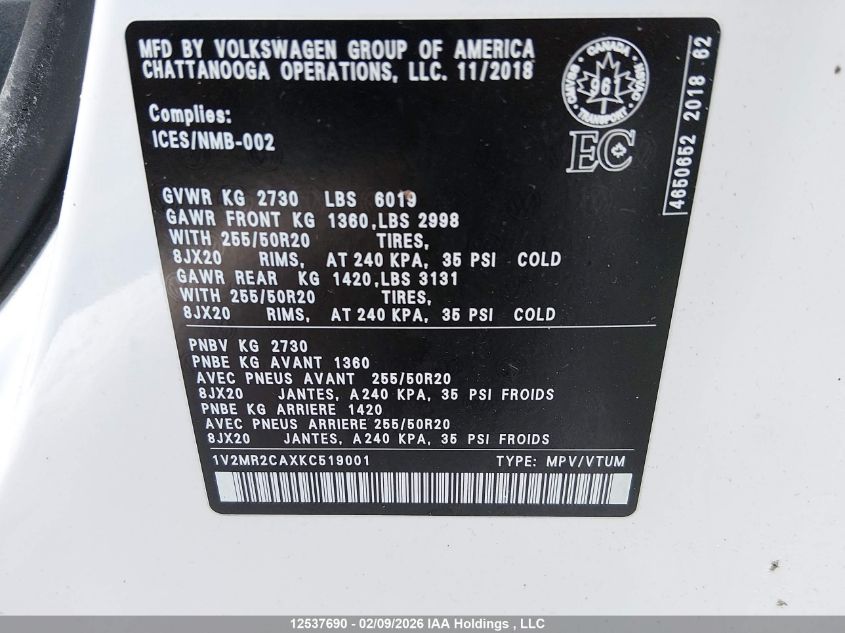 MFD BY VOLKSWAGEN GROUP OF AMERICA
CHATTANOOGA OPERATIONS, LLC. 11/2018
Complies:
ICES/NMB-002
CANADA
961
TRANSPORT
EC
4650652 2018 62
GVWR KG 2730 LBS 6019
GAWR FRONT KG 1360,LBS 2998
WITH 255/50R20 TIRES,
8JX20 RIMS, AT 240 KPA, 35 PSI COLD
GAWR REAR KG 1420,LBS 3131
WITH 255/50R20 TIRES,
8JX20 RIMS, AT 240 KPA, 35 PSI COLD
PNBV KG 2730
PNBE KG AVANT 1360
AVEC PNEUS AVANT 255/50R20
8JX20 JANTES, A 240 KPA, 35 PSI FROIDS
PNBE KG ARRIERE 1420
AVEC PNEUS ARRIERE 255/50R20
8JX20 JANTES, A 240 KPA, 35 PSI FROIDS
1V2MR2CAXKC519001 TYPE: MPV/VTUM
12537690 - 02/09/2026 IAA Holdings , LLC